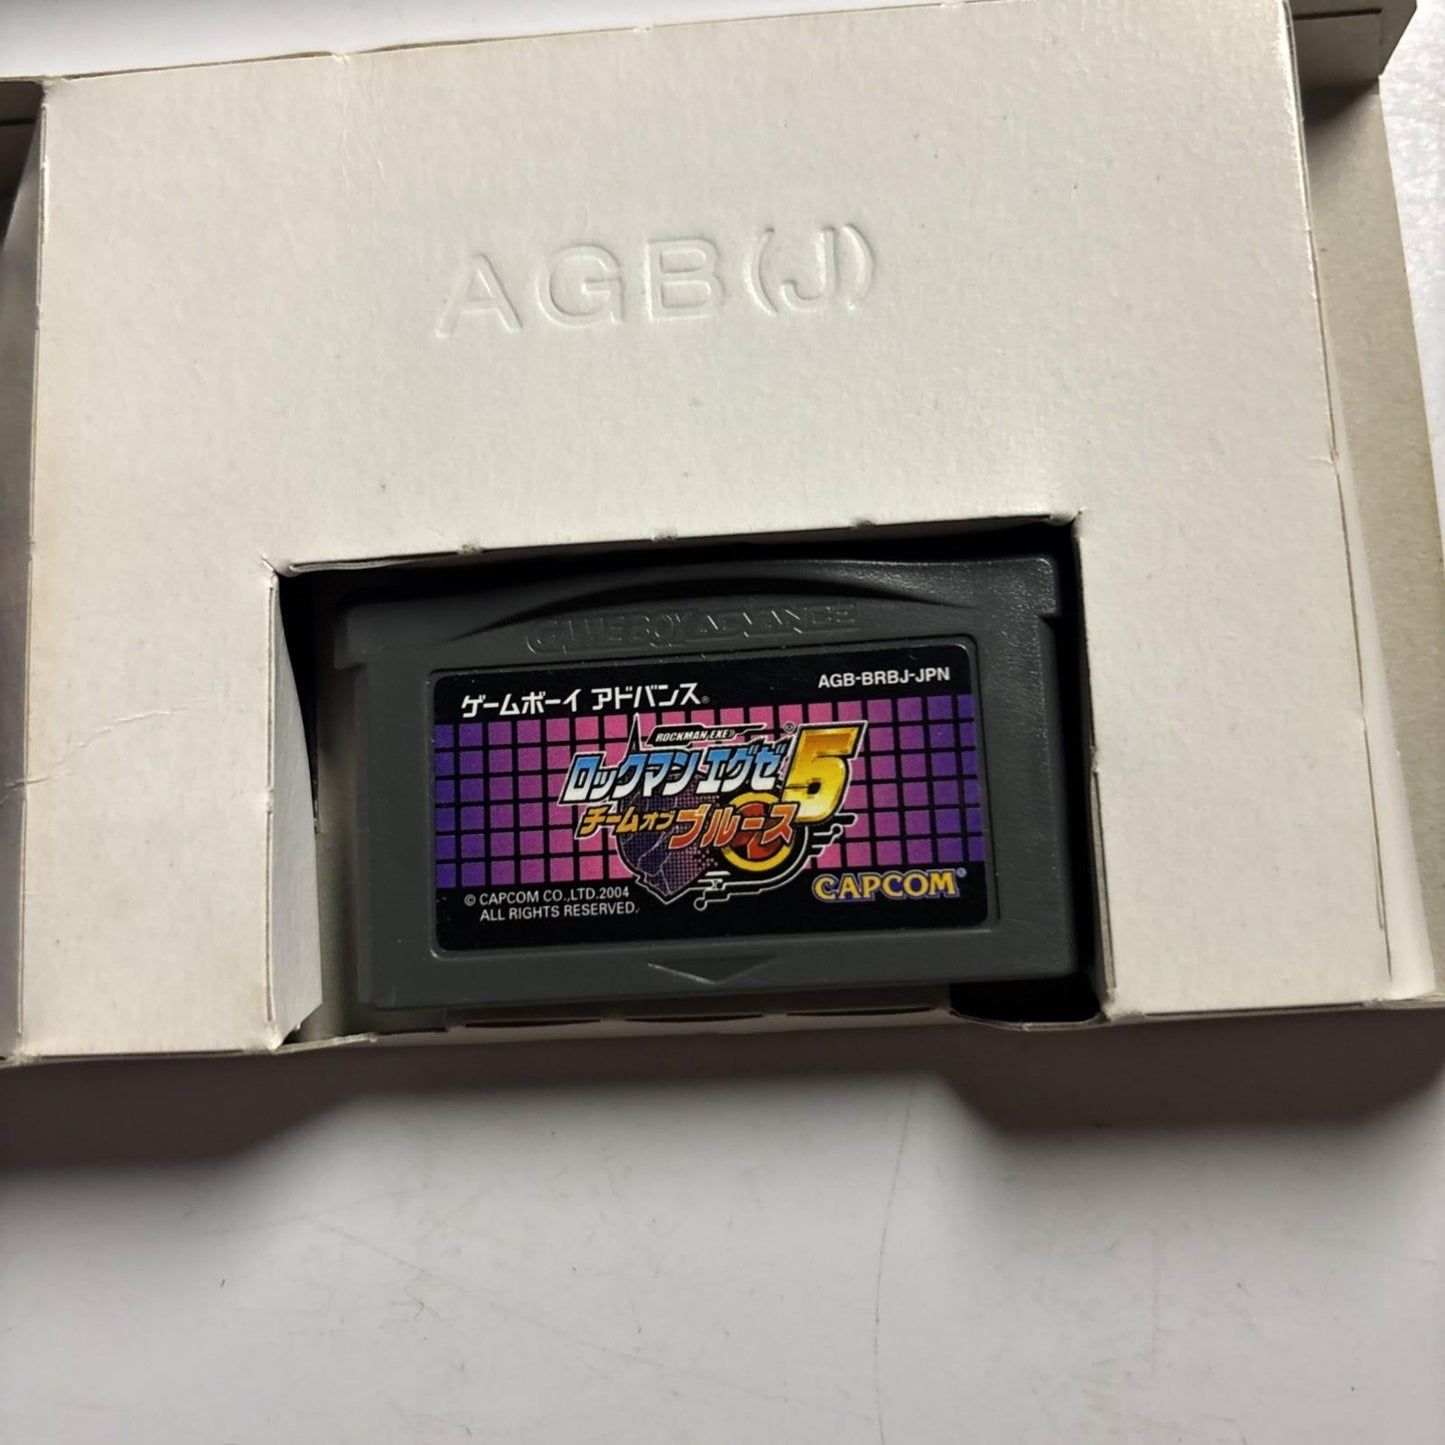 AGB(J)
GAME BOY ADVANCE
ゲームボーイ アドバンス®
AGB-BRBJ-JPN
ROCKMAN EXE
ロックマン エグゼ 5
チーム オブ ブルース
© CAPCOM CO.,LTD.2004
ALL RIGHTS RESERVED.
CAPCOM®